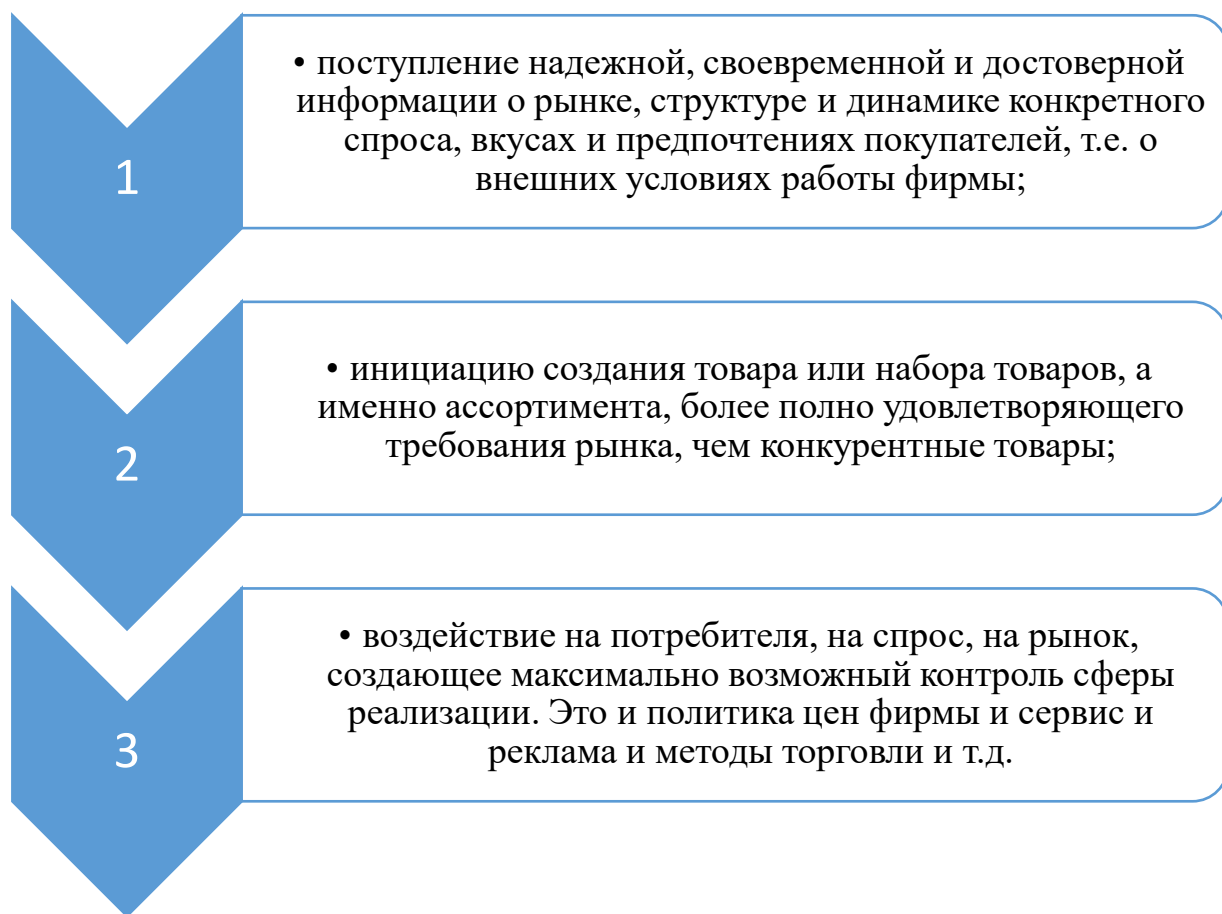 1
• поступление надежной, своевременной и достоверной
информации о рынке, структуре и динамике конкретного
спроса, вкусах и предпочтениях покупателей, т.е. о
внешних условиях работы фирмы;
2
• инициацию создания товара или набора товаров, а
именно ассортимента, более полно удовлетворяющего
требования рынка, чем конкурентные товары;
3
• воздействие на потребителя, на спрос, на рынок,
создающее максимально возможный контроль сферы
реализации. Это и политика цен фирмы и сервис и
реклама и методы торговли и т.д.